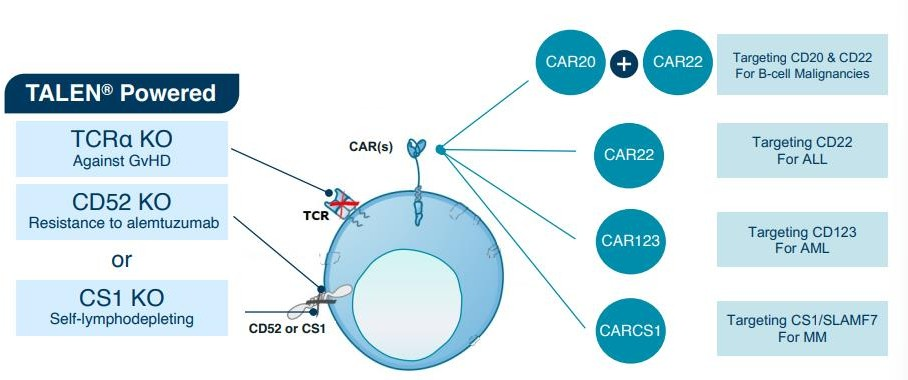 TALEN® Powered
TCRα KO
Against GvHD
CD52 KO
Resistance to alemtuzumab
or
CS1 KO
Self-lymphodepleting
CAR(s)
TCR
CD52 or CS1
CAR20 + CAR22
Targeting CD20 & CD22
For B-cell Malignancies
CAR22
Targeting CD22
For ALL
CAR123
Targeting CD123
For AML
CARCS1
Targeting CS1/SLAMF7
For MM